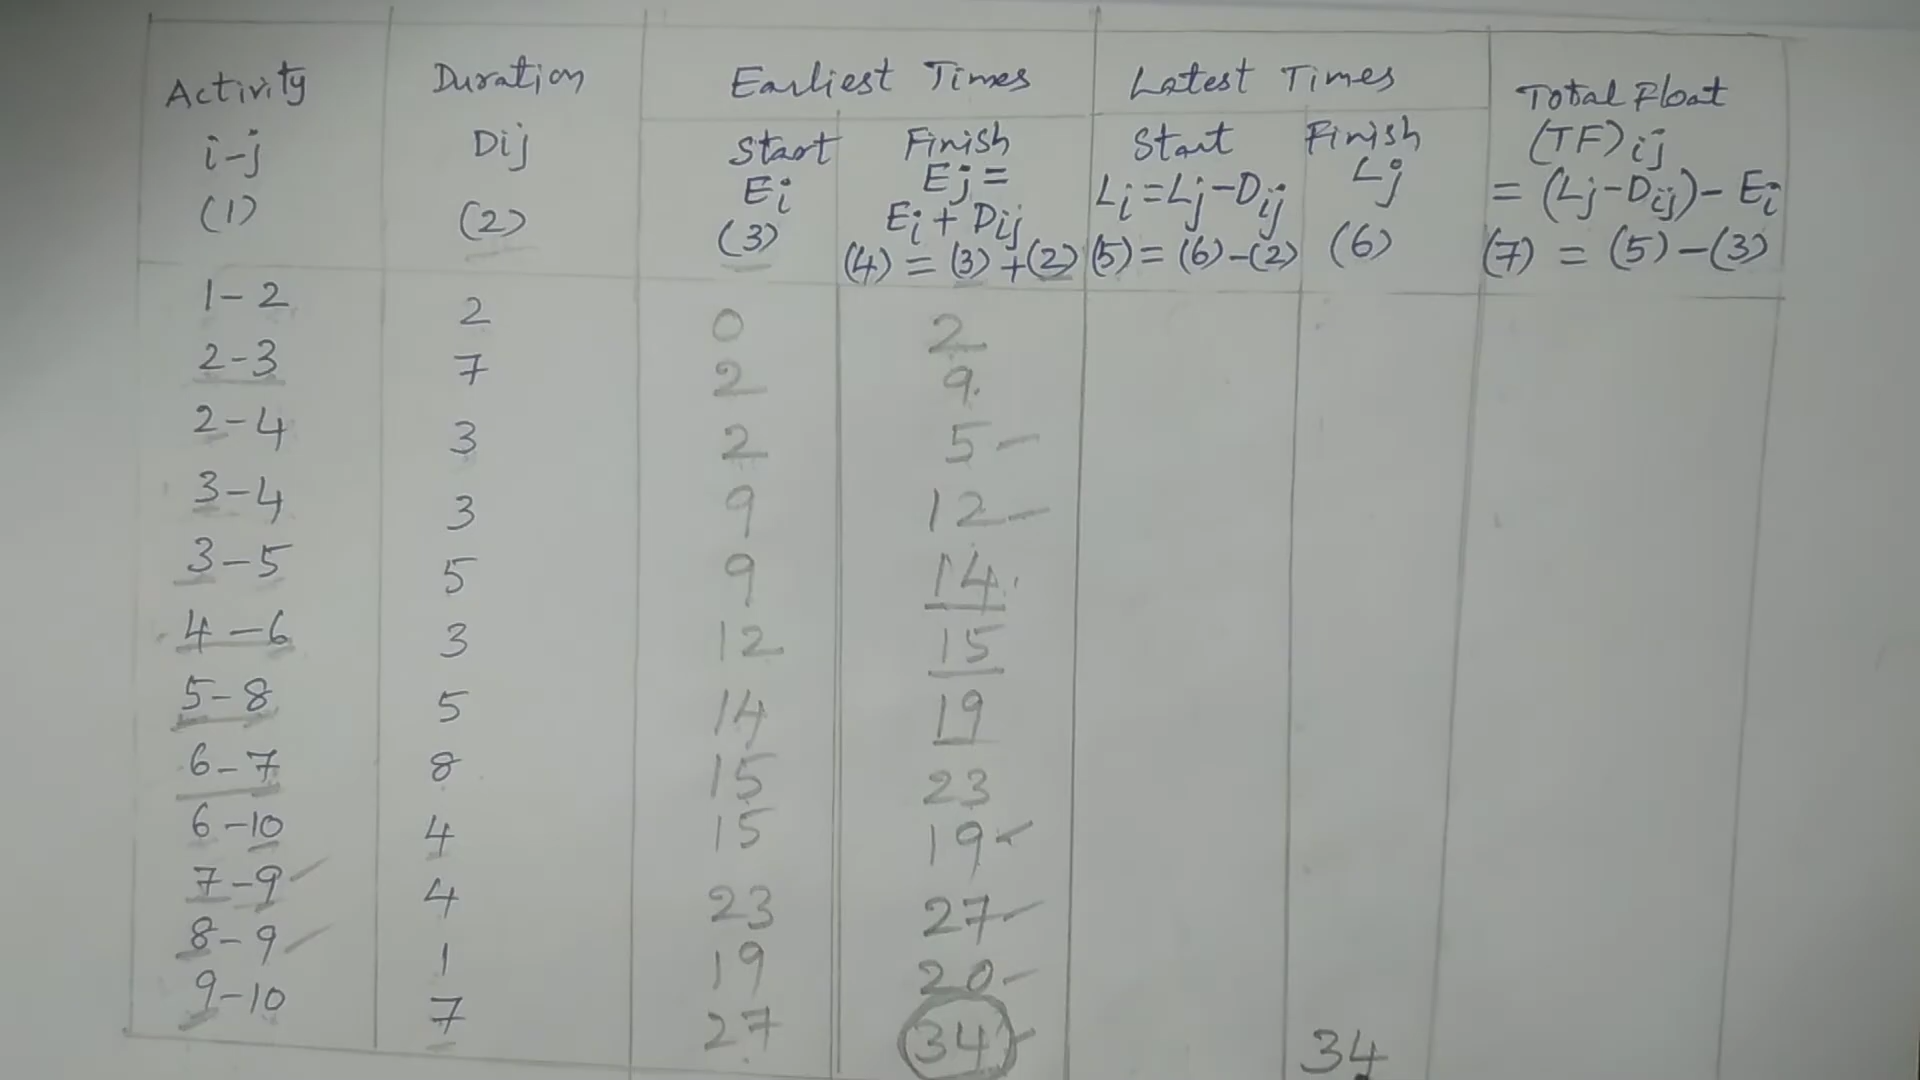 Activity Duration Earliest Times Latest Times Total Float
i-j Dij Start Finish Start Finish (TF)ij
Ei Ej = Li=Lj-Dij Lj = (Lj-Dij)- Ei
(1) (2) (3) Ei + Dij
(4) = (3)+(2) (5) = (6)-(2) (6) (7) = (5)-(3)
1-2 2 0 2
2-3 7 2 9
2-4 3 2 5
3-4 3 9 12
3-5 5 9 14
4-6 3 12 15
5-8 5 14 19
6-7 8 15 23
6-10 4 15 19
7-9 4 23 27
8-9 1 19 20
9-10 7 27 34 34